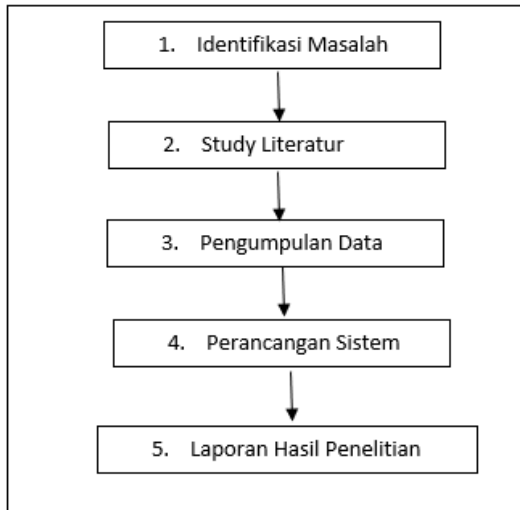 1. Identifikasi Masalah
2. Study Literatur
3. Pengumpulan Data
4. Perancangan Sistem
5. Laporan Hasil Penelitian